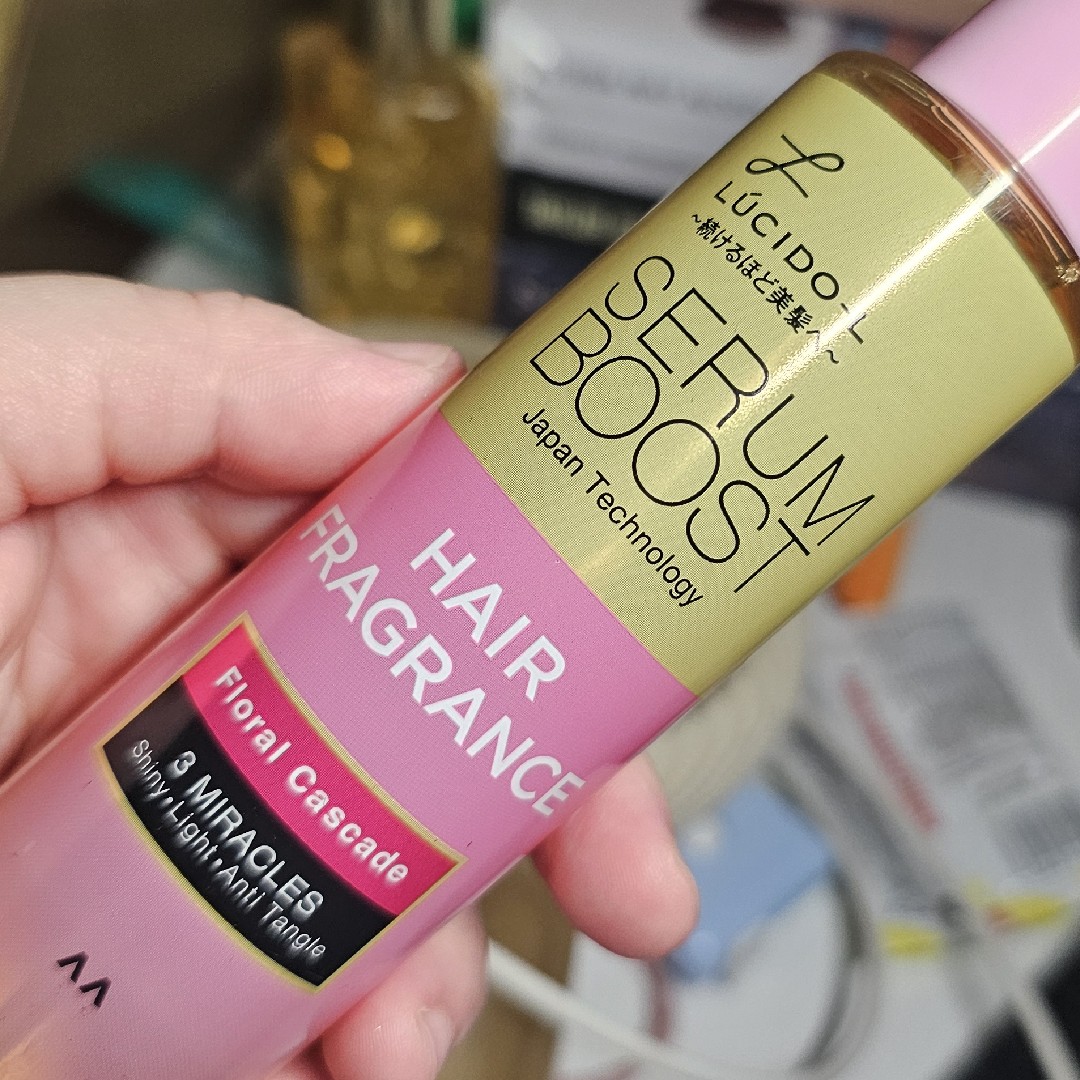 LÚCIDO-L
~続けるほど美髪へ~
SERUM
BOOST
Japan Technology
HAIR
FRAGRANCE
Floral Cascade
3 MIRACLES
Shiny•Light•Anti Tangle